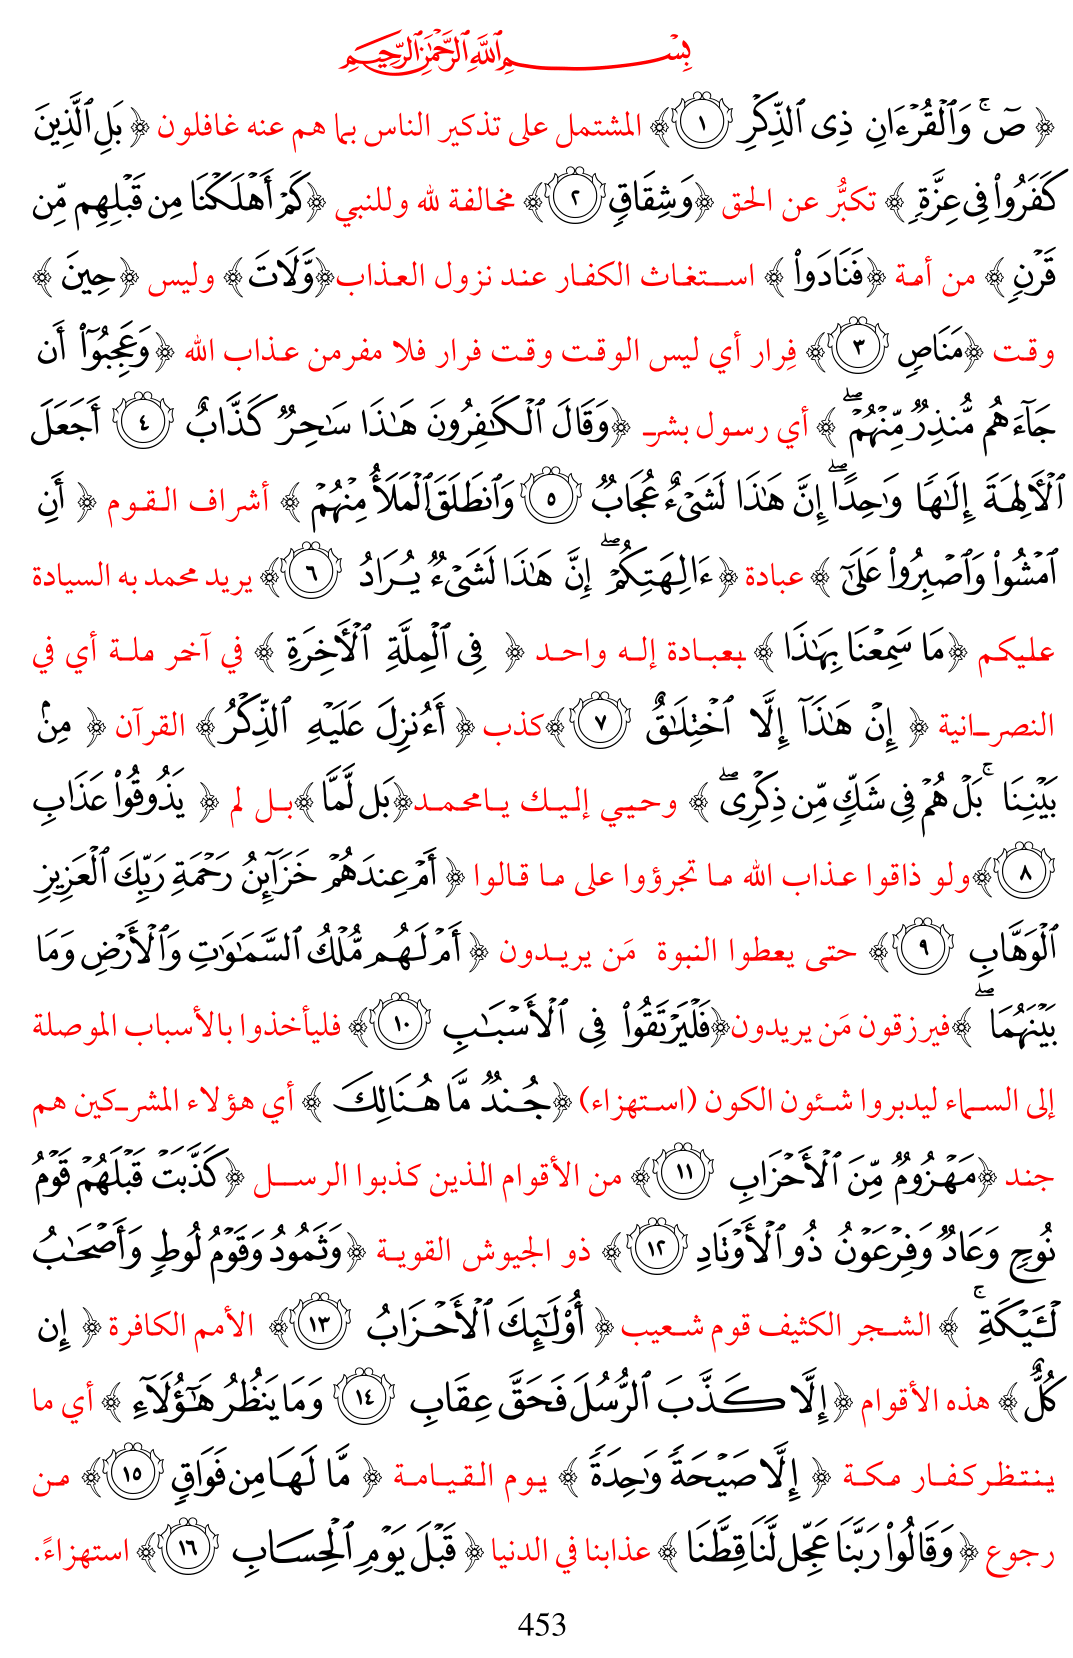 بِسْمِ ٱللَّهِ ٱلرَّحْمَٰنِ ٱلرَّحِيمِ
﴿ صٓ ۚ وَٱلْقُرْءَانِ ذِى ٱلذِّكْرِ ١﴾ المشتمل على تذكير الناس بما هم عنه غافلون ﴿ بَلِ ٱلَّذِينَ
كَفَرُوا۟ فِى عِزَّةٍۢ ﴾ تكبُّر عن الحق ﴿وَشِقَاقٍۢ ٢﴾ مخالفة لله وللنبي ﴿كَمْ أَهْلَكْنَا مِن قَبْلِهِم مِّن
قَرْنٍۢ ﴾ من أمة ﴿فَنَادَوا۟ ﴾ استغاث الكفار عند نزول العذاب﴿وَّلَاتَ﴾ وليس ﴿حِينَ ﴾
وقت ﴿مَنَاصٍۢ ٣﴾ فِرار أي ليس الوقت وقت فرار فلا مفرمن عذاب الله ﴿وَعَجِبُوٓا۟ أَن
جَآءَهُم مُّنذِرٌۭ مِّنْهُمْ ۖ ﴾ أي رسول بشر ﴿وَقَالَ ٱلْكَٰفِرُونَ هَٰذَا سَٰحِرٌۭ كَذَّابٌ ٤ أَجَعَلَ
ٱلْءَالِهَةَ إِلَٰهًۭا وَٰحِدًا ۖ إِنَّ هَٰذَا لَشَىْءٌ عُجَابٌۭ ٥ وَٱنطَلَقَ ٱلْمَلَأُ مِنْهُمْ ﴾ أشراف القوم ﴿ أَنِ
ٱمْشُوا۟ وَٱصْبِرُوا۟ عَلَىٰٓ ﴾ عبادة ﴿ءَالِهَتِكُمْ ۖ إِنَّ هَٰذَا لَشَىْءٌۭ يُرَادُ ٦﴾ يريد محمد به السيادة
عليكم ﴿مَا سَمِعْنَا بِهَٰذَا ﴾ بعبادة إله واحد ﴿ فِى ٱلْمِلَّةِ ٱلْءَاخِرَةِ ﴾ في آخر ملة أي في
النصرانية ﴿ إِنْ هَٰذَآ إِلَّا ٱخْتِلَٰقٌ ٧﴾كذب ﴿ أَءُنزِلَ عَلَيْهِ ٱلذِّكْرُ﴾ القرآن ﴿ مِنۢ
بَيْنِنَا ۚ بَلْ هُمْ فِى شَكٍّۢ مِّن ذِكْرِى ۖ ﴾ وحيي إليك يامحمد﴿بَل لَّمَّا ﴾بل لم ﴿ يَذُوقُوا۟ عَذَابِ
٨﴾ولو ذاقوا عذاب الله ما تجرؤوا على ما قالوا ﴿ أَمْ عِندَهُمْ خَزَآئِنُ رَحْمَةِ رَبِّكَ ٱلْعَزِيزِ
ٱلْوَهَّابِ ٩﴾ حتى يعطوا النبوة مَن يريدون ﴿ أَمْ لَهُم مُّلْكُ ٱلسَّمَٰوَٰتِ وَٱلْأَرْضِ وَمَا
بَيْنَهُمَا ۖ ﴾فيرزقون مَن يريدون﴿فَلْيَرْتَقُوا۟ فِى ٱلْأَسْبَٰبِ ١٠﴾ فليأخذوا بالأسباب الموصلة
إلى السماء ليدبروا شئون الكون (استهزاء) ﴿جُندٌۭ مَّا هُنَالِكَ ﴾ أي هؤلاء المشركين هم
جند ﴿مَهْزُومٌۭ مِّنَ ٱلْأَحْزَابِ ١١﴾ من الأقوام الذين كذبوا الرسل ﴿كَذَّبَتْ قَبْلَهُمْ قَوْمُ
نُوحٍۢ وَعَادٌۭ وَفِرْعَوْنُ ذُو ٱلْأَوْتَادِ ١٢﴾ ذو الجيوش القوية ﴿وَثَمُودُ وَقَوْمُ لُوطٍۢ وَأَصْحَٰبُ
لْـَٔيْكَةِ ۚ ﴾ الشجر الكثيف قوم شعيب ﴿ أُو۟لَٰٓئِكَ ٱلْأَحْزَابُ ١٣﴾ الأمم الكافرة ﴿ إِن
كُلٌّ ﴾ هذه الأقوام ﴿إِلَّا كَذَّبَ ٱلرُّسُلَ فَحَقَّ عِقَابِ ١٤ وَمَا يَنظُرُ هَٰٓؤُلَآءِ ﴾ أي ما
ينتظركفار مكة ﴿ إِلَّا صَيْحَةًۭ وَٰحِدَةًۭ ﴾ يوم القيامة ﴿ مَّا لَهَا مِن فَوَاقٍۢ ١٥﴾ من
رجوع ﴿وَقَالُوا۟ رَبَّنَا عَجِّل لَّنَا قِطَّنَا ﴾ عذابنا في الدنيا ﴿ قَبْلَ يَوْمِ ٱلْحِسَابِ ١٦﴾ استهزاءً.
453